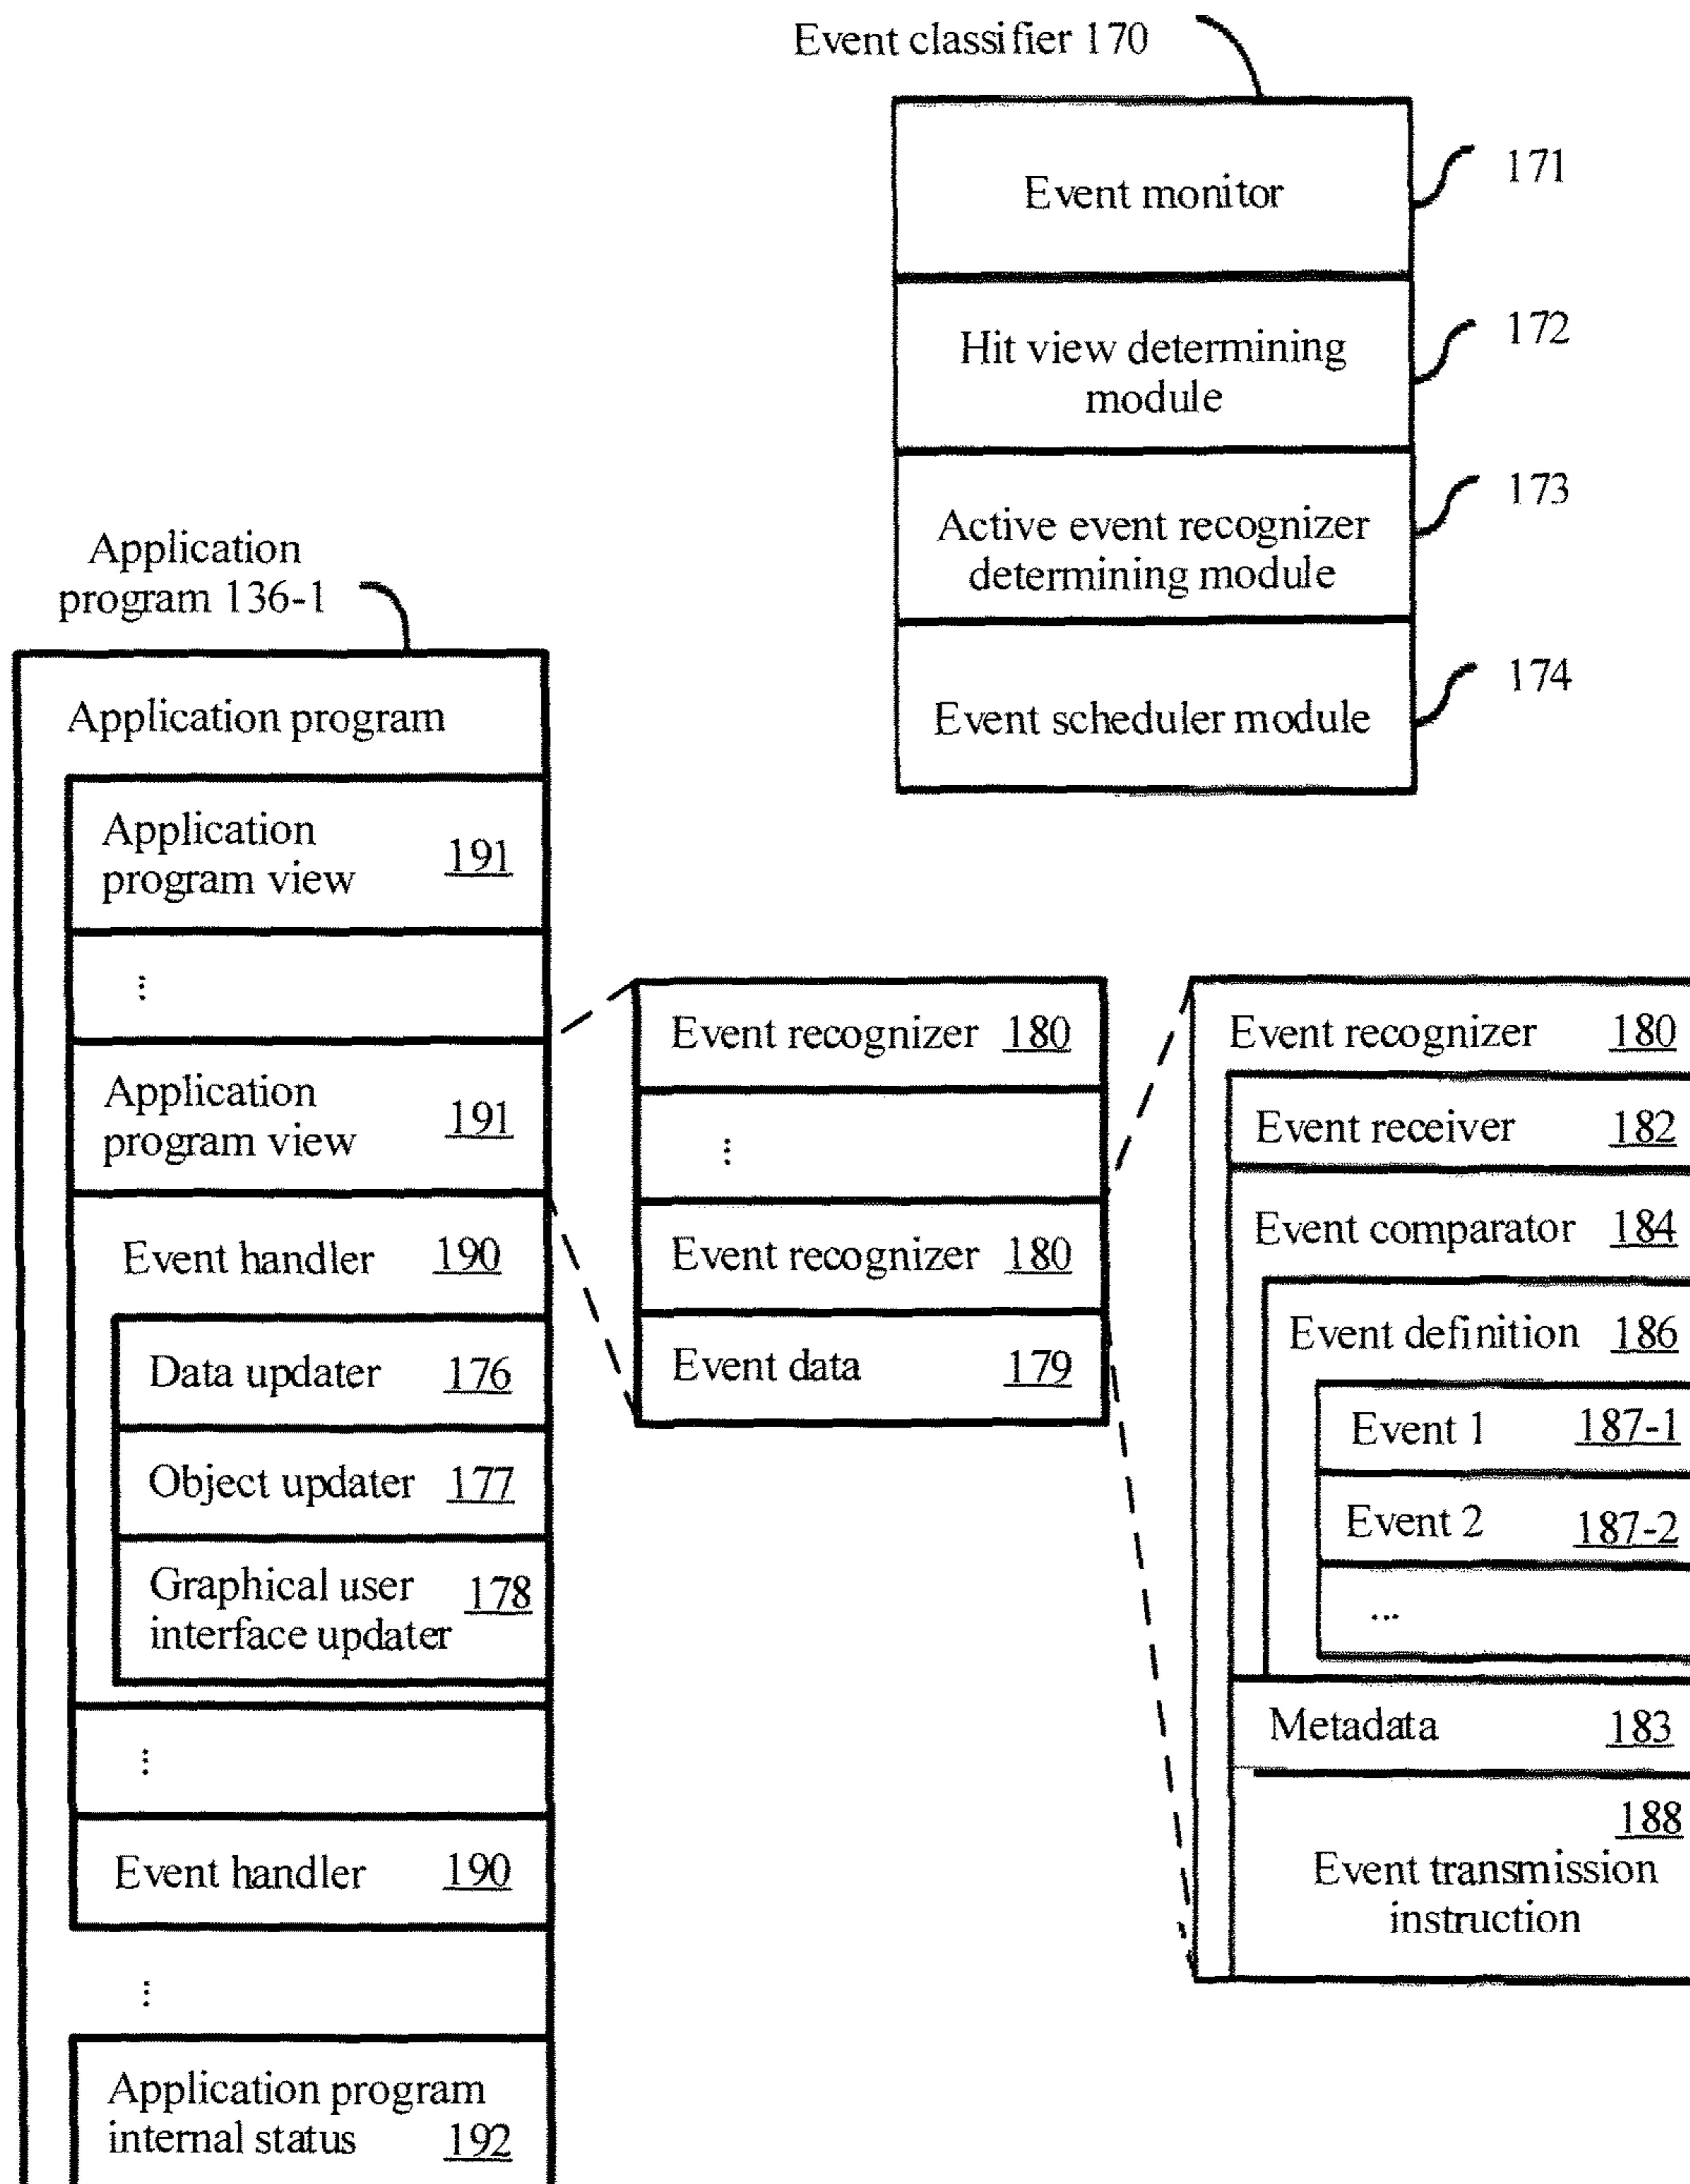 Event classifier 170
Event monitor
171
Hit view determining
module
172
Active event recognizer
determining module
173
Event scheduler module
174
Application
program 136-1
Application program
Application
program view 191
...
Application
program view 191
Event handler 190
Data updater 176
Object updater 177
Graphical user
interface updater 178
...
Event handler 190
...
Application program
internal status 192
Event recognizer 180
...
Event recognizer 180
Event data 179
Event recognizer 180
Event receiver 182
Event comparator 184
Event definition 186
Event 1 187-1
Event 2 187-2
...
Metadata 183
188
Event transmission
instruction